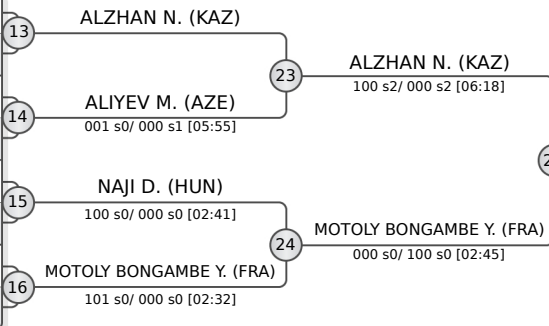 13
ALZHAN N. (KAZ)
23
ALZHAN N. (KAZ)
100 s2/ 000 s2 [06:18]
14
ALIYEV M. (AZE)
001 s0/ 000 s1 [05:55]
15
NAJI D. (HUN)
100 s0/ 000 s0 [02:41]
24
MOTOLY BONGAMBE Y. (FRA)
000 s0/ 100 s0 [02:45]
16
MOTOLY BONGAMBE Y. (FRA)
101 s0/ 000 s0 [02:32]